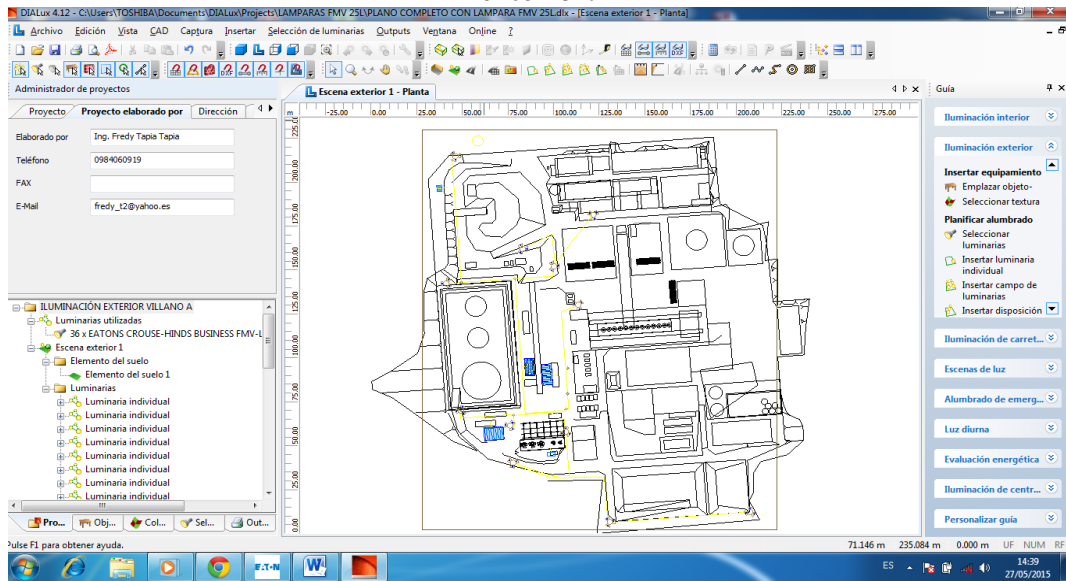 DIALux 4.12 - C:\Users\TOSHIBA\Documents\DIALux\Projects\LAMPARAS FMV 25L\PLANO COMPLETO CON LAMPARA FMV 25L.dlx - [Escena exterior 1 - Planta]
Archivo Edición Vista CAD Captura Insertar Selección de luminarias Outputs Ventana Online ?
Administrador de proyectos
Proyecto Proyecto elaborado por Dirección
Elaborado por Ing. Fredy Tapia Tapia
Teléfono 0984060919
FAX
E-Mail fredy_t2@yahoo.es
ILUMINACIÓN EXTERIOR VILLANO A
Luminarias utilizadas
36 x EATONS CROUSE-HINDS BUSINESS FMV-L
Escena exterior 1
Elemento del suelo
Elemento del suelo 1
Luminarias
Luminaria individual
Luminaria individual
Luminaria individual
Luminaria individual
Luminaria individual
Luminaria individual
Luminaria individual
Luminaria individual
Pro... Obj... Col... Sel... Out...
Escena exterior 1 - Planta
m -25.00 0.00 25.00 50.00 75.00 100.00 125.00 150.00 175.00 200.00 225.00 250.00 275.00
225.00
200.00
175.00
150.00
125.00
100.00
75.00
50.00
25.00
0.00
Guía
Iluminación interior
Iluminación exterior
Insertar equipamiento
Emplazar objeto-
Seleccionar textura
Planificar alumbrado
Seleccionar
luminarias
Insertar luminaria
individual
Insertar campo de
luminarias
Insertar disposición
Iluminación de carret...
Escenas de luz
Alumbrado de emerg...
Luz diurna
Evaluación energética
Iluminación de centr...
Personalizar guía
Pulse F1 para obtener ayuda.
71.146 m 235.084 m 0.000 m UF NUM RF
EATON
W
ES
14:39
27/05/2015